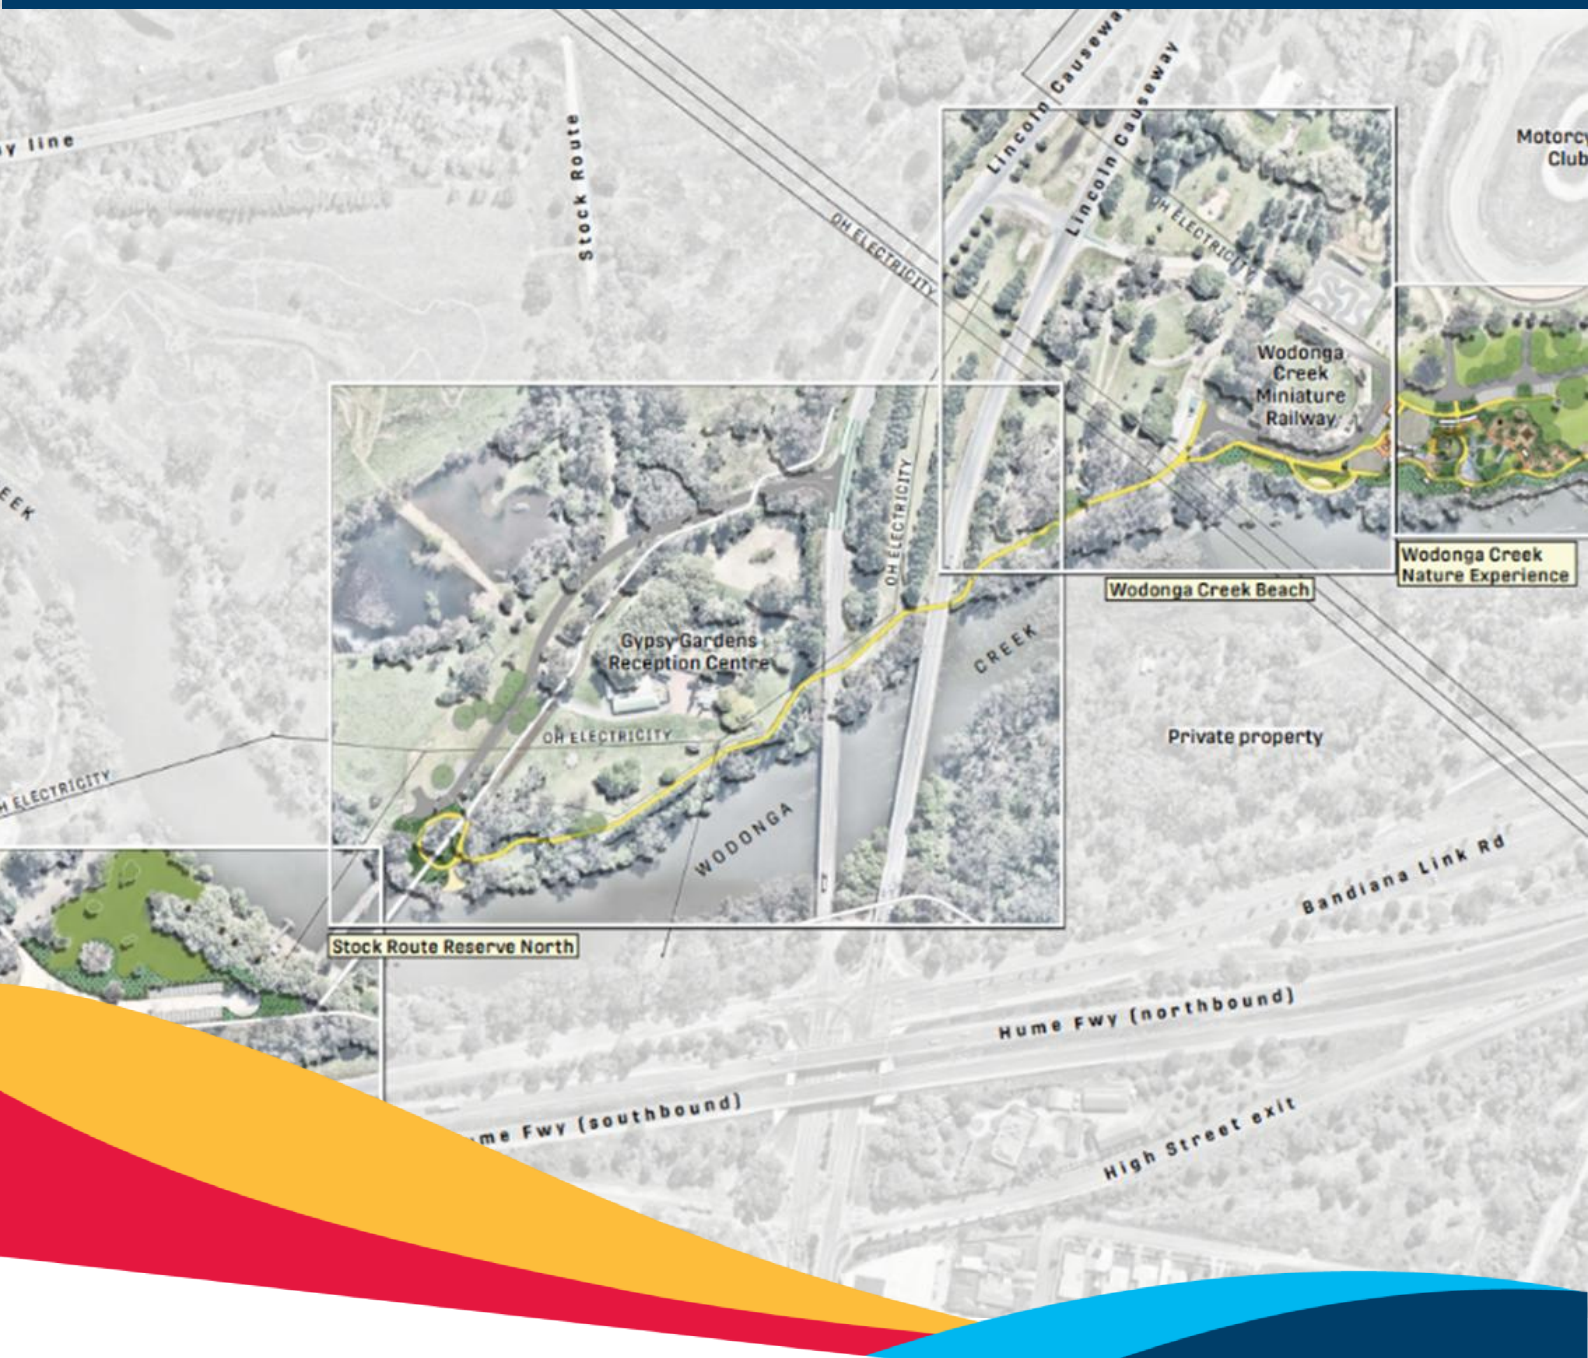 Lincoln Causeway
Lincoln Causeway
y line
Stock Route
Motorcy
Club
OH ELECTRICITY
OH ELECTRICITY
Wodonga
Creek
Miniature
Railway
EEK
OH ELECTRICITY
Wodonga Creek
Nature Experience
Wodonga Creek Beach
Gypsy Gardens
Reception Centre
CREEK
OH ELECTRICITY
Private property
H ELECTRICITY
WODONGA
Bandiana Link Rd
Stock Route Reserve North
Hume Fwy (northbound)
me Fwy (southbound)
High Street exit